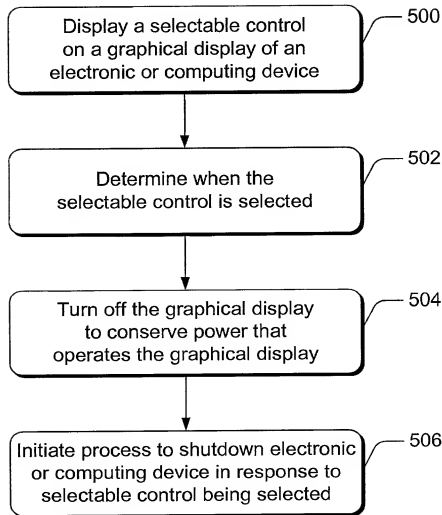 Display a selectable control
on a graphical display of an
electronic or computing device
500
Determine when the
selectable control is selected
502
Turn off the graphical display
to conserve power that
operates the graphical display
504
Initiate process to shutdown electronic
or computing device in response to
selectable control being selected
506